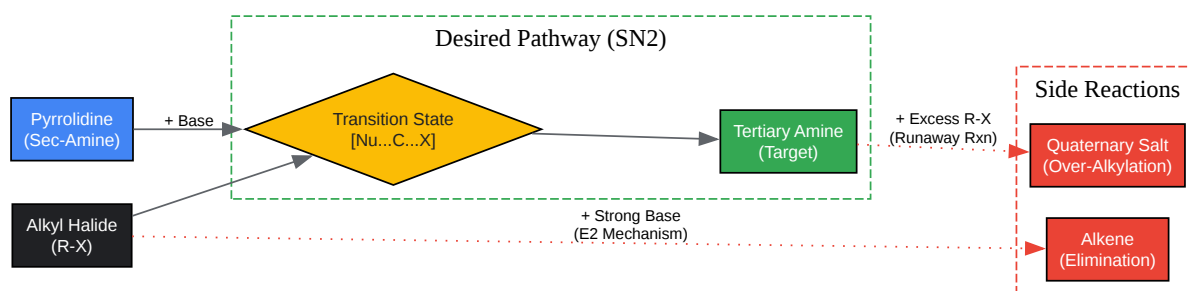 Desired Pathway (SN2)
Pyrrolidine
(Sec-Amine)
+ Base
Transition State
[Nu...C...X]
Tertiary Amine
(Target)
+ Excess R-X
(Runaway Rxn)
Side Reactions
Quaternary Salt
(Over-Alkylation)
Alkyl Halide
(R-X)
+ Strong Base
(E2 Mechanism)
Alkene
(Elimination)